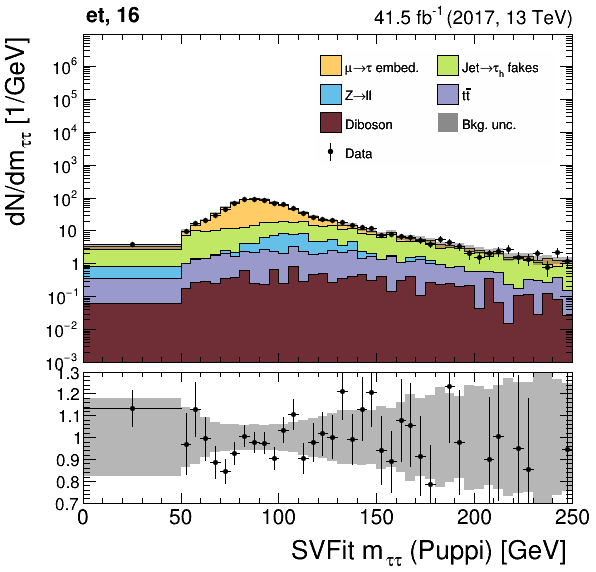 et, 16
41.5 fb⁻¹ (2017, 13 TeV)
dN/dm_ττ [1/GeV]
μ→τ embed.
Jet→τ_h fakes
Z→ll
tt̄
Diboson
Bkg. unc.
Data
10⁶
10⁵
10⁴
10³
10²
10
1
10⁻¹
10⁻²
10⁻³
1.3
1.2
1.1
1
0.9
0.8
0.7
0 50 100 150 200 250
SVFit m_ττ (Puppi) [GeV]